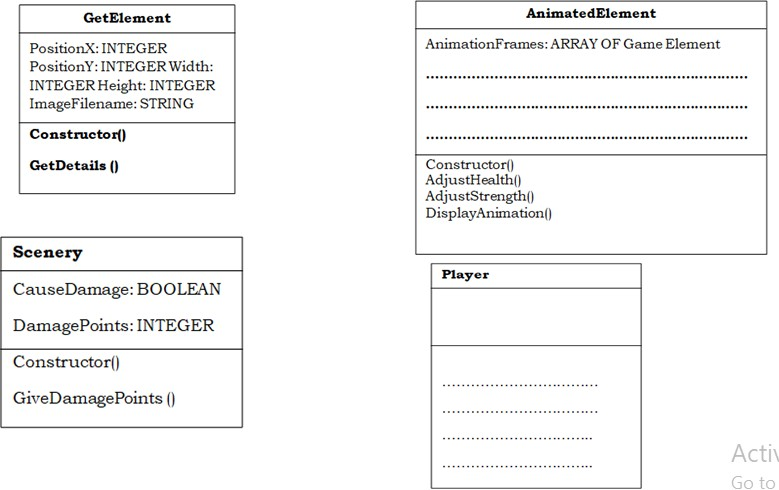 GetElement
PositionX: INTEGER
PositionY: INTEGER Width:
INTEGER Height: INTEGER
ImageFilename: STRING
Constructor()
GetDetails ()
AnimatedElement
AnimationFrames: ARRAY OF Game Element
................................................................
................................................................
................................................................
Constructor()
AdjustHealth()
AdjustStrength()
DisplayAnimation()
Scenery
CauseDamage: BOOLEAN
DamagePoints: INTEGER
Constructor()
GiveDamagePoints ()
Player
.................................
.................................
................................
................................
Activ
Go to